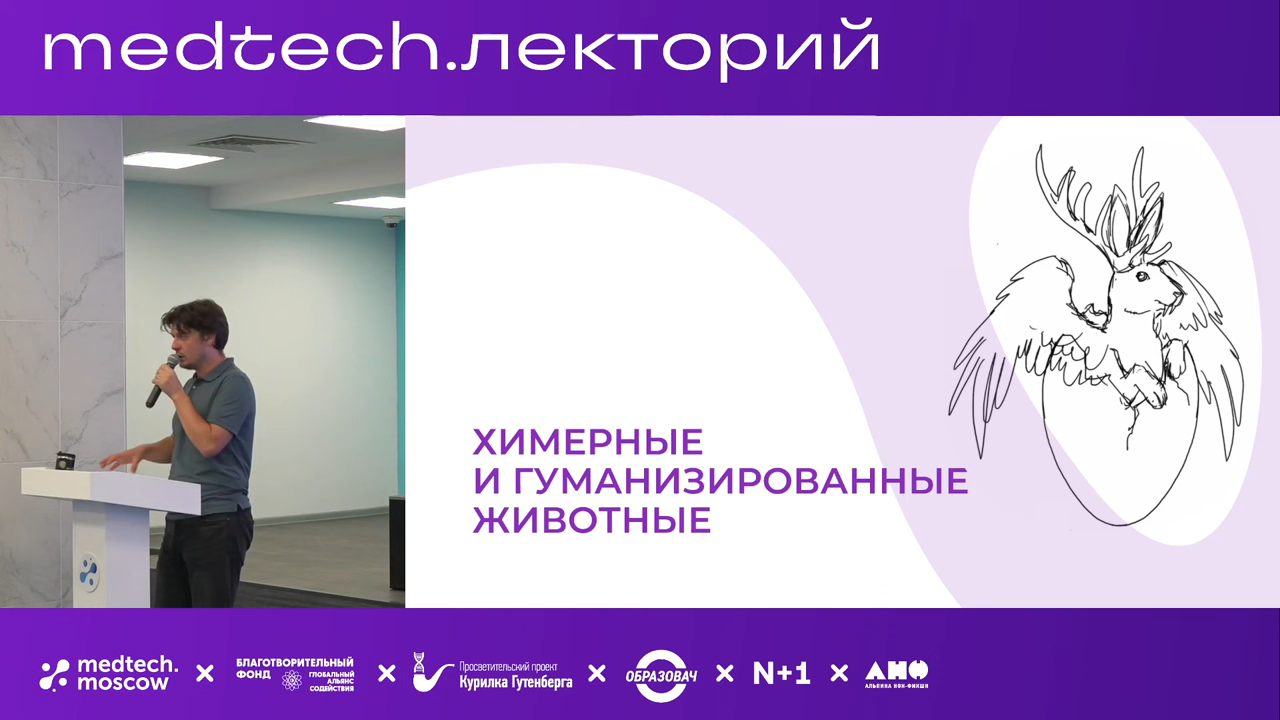 medtech.лекторий
ХИМЕРНЫЕ
И ГУМАНИЗИРОВАННЫЕ
ЖИВОТНЫЕ
medtech.
moscow
×
БЛАГОТВОРИТЕЛЬНЫЙ
ФОНД
ГЛОБАЛЬНЫЙ
АЛЬЯНС
СОДЕЙСТВИЯ
×
Просветительский проект
Курилка Гутенберга
×
ОБРАЗОВАЧ
×
N+1
×
АНФ
АЛЬПИНА НОН-ФИКШН